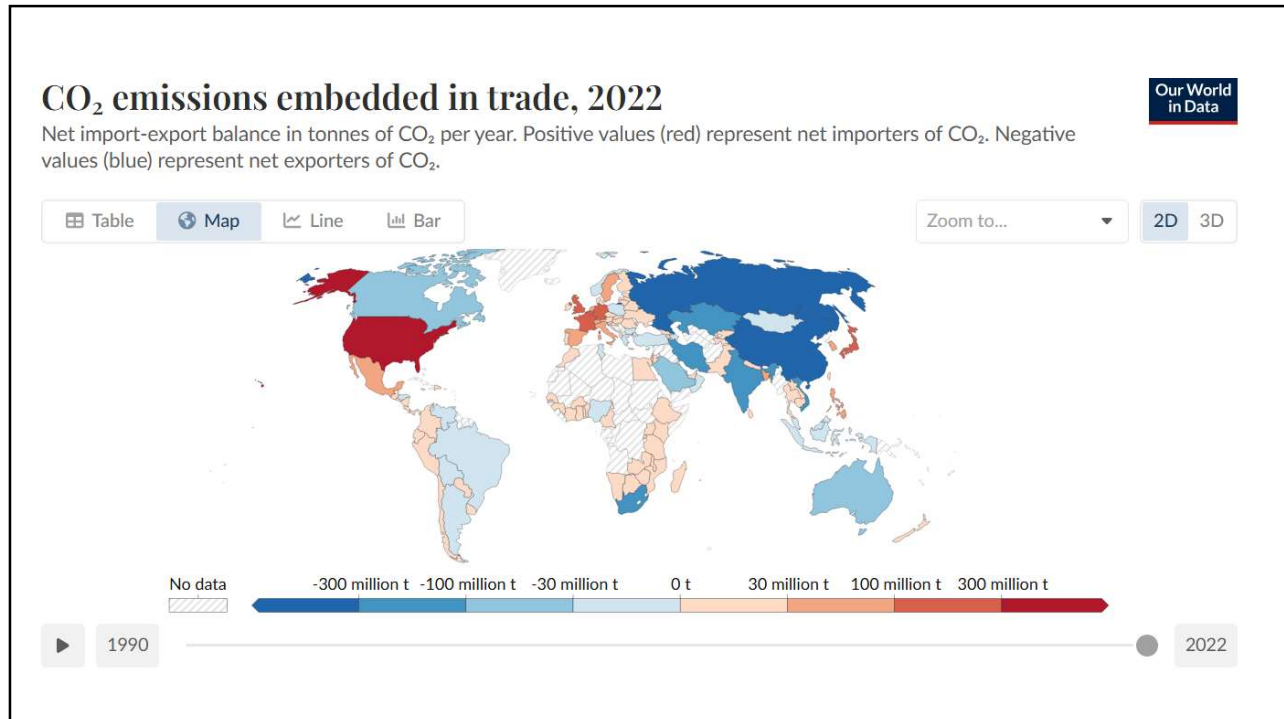 CO₂ emissions embedded in trade, 2022
Our World
in Data
Net import-export balance in tonnes of CO₂ per year. Positive values (red) represent net importers of CO₂. Negative
values (blue) represent net exporters of CO₂.
Table Map Line Bar
Zoom to... 2D 3D
No data -300 million t -100 million t -30 million t 0 t 30 million t 100 million t 300 million t
1990 2022